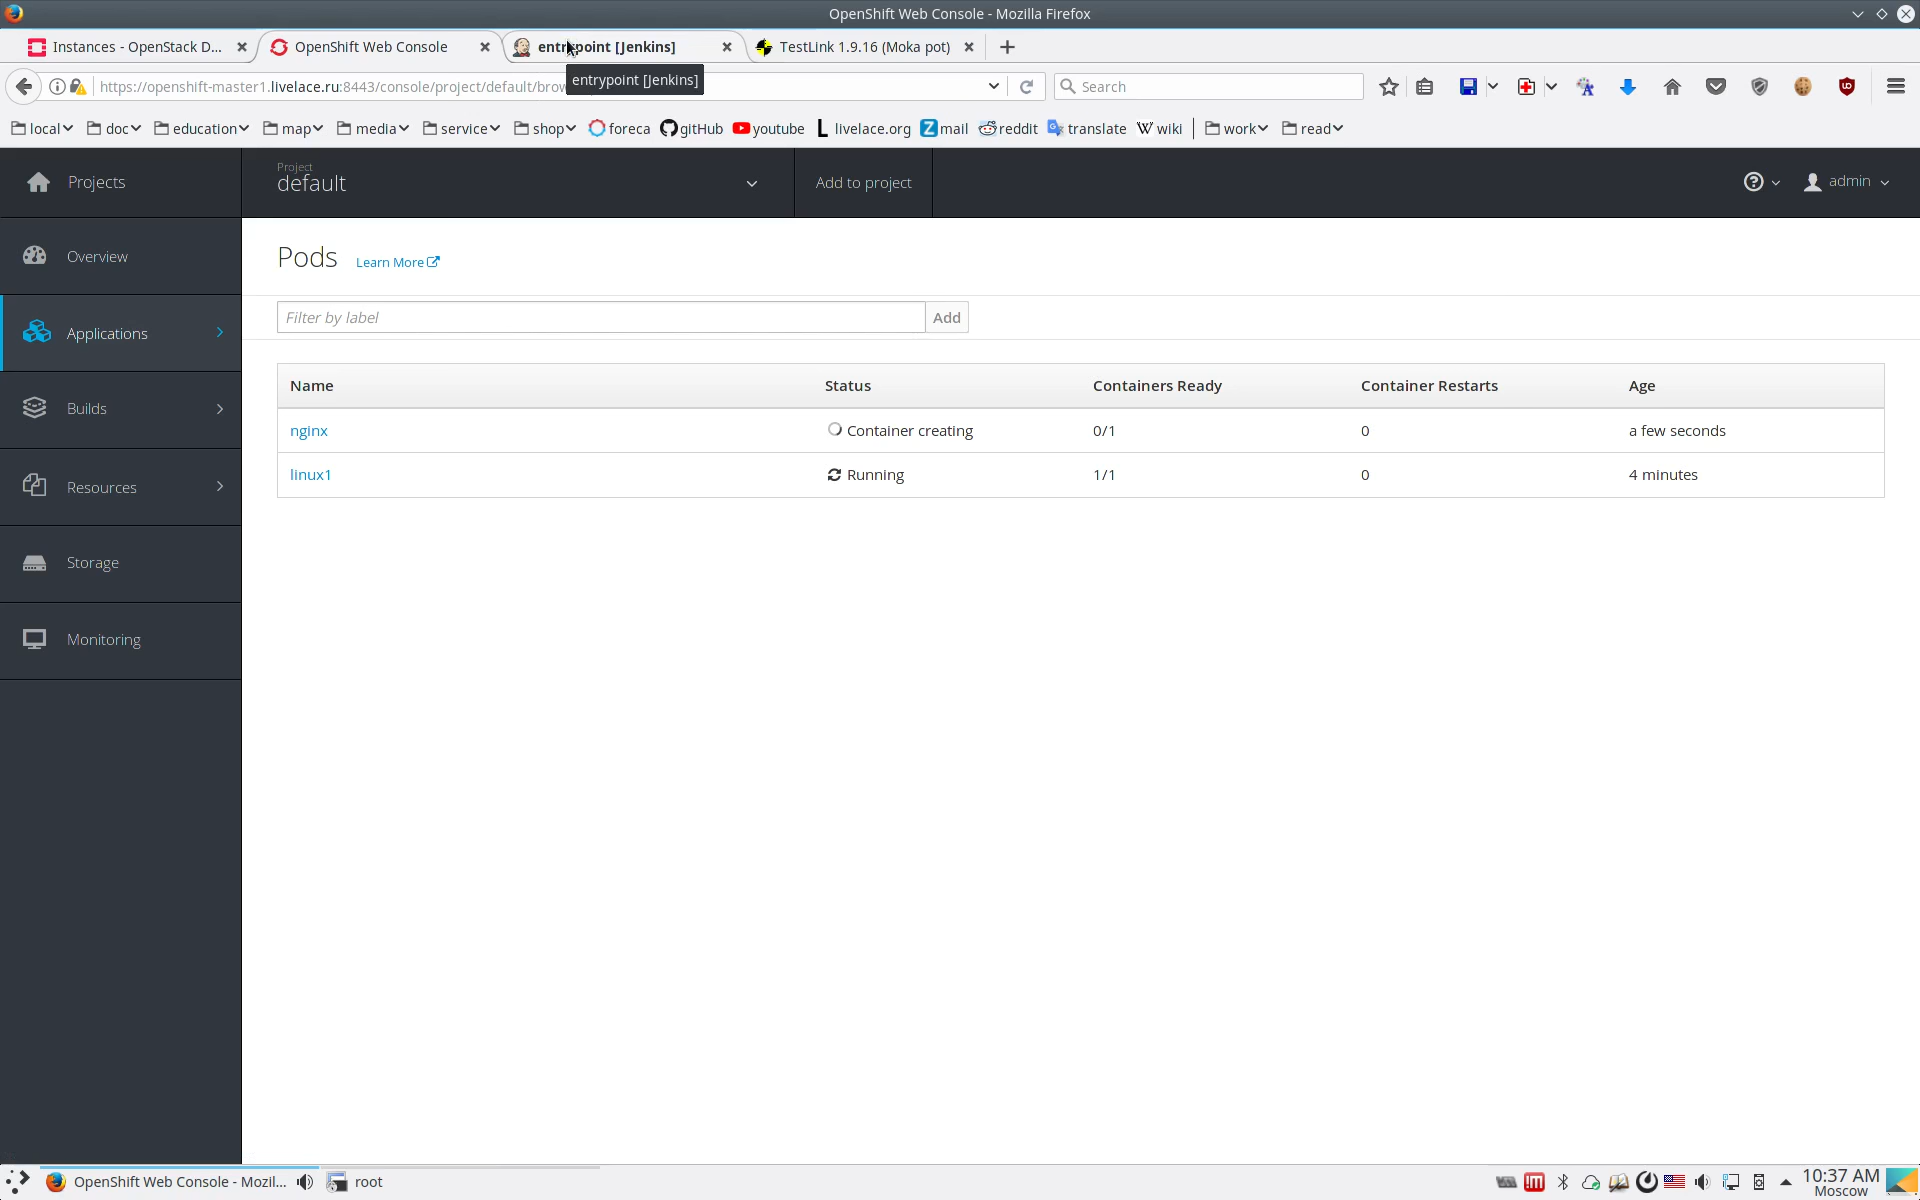 OpenShift Web Console - Mozilla Firefox
Instances - OpenStack D...
OpenShift Web Console
entrypoint [Jenkins]
TestLink 1.9.16 (Moka pot)
https://openshift-master1.livelace.ru:8443/console/project/default/brow
entrypoint [Jenkins]
Search
local
doc
education
map
media
service
shop
foreca
gitHub
youtube
livelace.org
mail
reddit
translate
wiki
work
read
Projects
Project
default
Add to project
admin
Overview
Applications
Builds
Resources
Storage
Monitoring
Pods Learn More
Filter by label Add
Name Status Containers Ready Container Restarts Age
nginx Container creating 0/1 0 a few seconds
linux1 Running 1/1 0 4 minutes
OpenShift Web Console - Mozil...
root
10:37 AM
Moscow